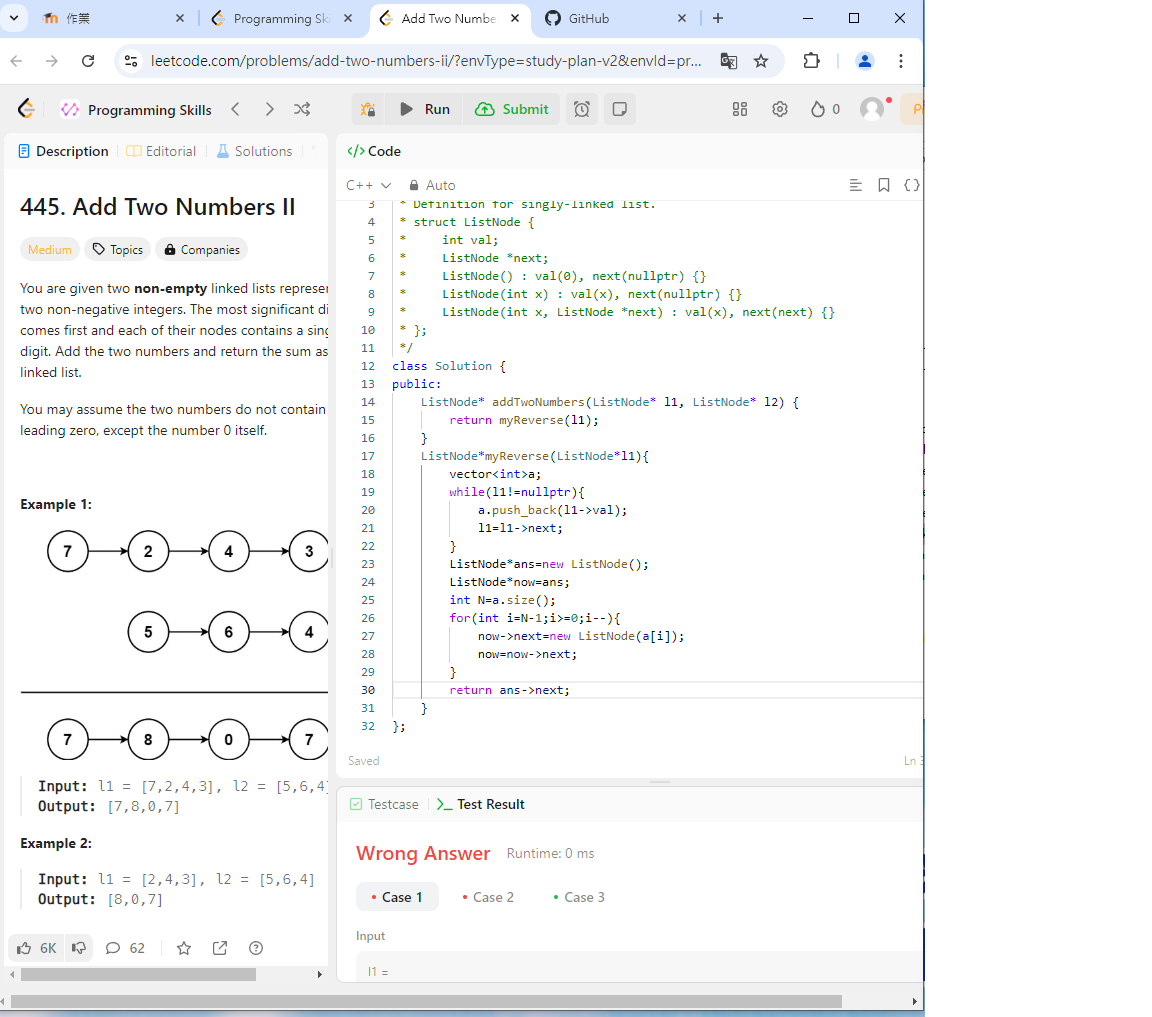 作業
Programming Ski
Add Two Numbe
GitHub
leetcode.com/problems/add-two-numbers-ii/?envType=study-plan-v2&envId=pr...
Programming Skills
Run
Submit
0
Description
Editorial
Solutions
445. Add Two Numbers II
Medium
Topics
Companies
You are given two non-empty linked lists represen
two non-negative integers. The most significant di
comes first and each of their nodes contains a sing
digit. Add the two numbers and return the sum as
linked list.
You may assume the two numbers do not contain
leading zero, except the number 0 itself.
Example 1:
7 2 4 3
5 6 4
7 8 0 7
Input: l1 = [7,2,4,3], l2 = [5,6,4]
Output: [7,8,0,7]
Example 2:
Input: l1 = [2,4,3], l2 = [5,6,4]
Output: [8,0,7]
6K
62
</> Code
C++
Auto
3 * Definition for singly-linked list.
4 * struct ListNode {
5 *     int val;
6 *     ListNode *next;
7 *     ListNode() : val(0), next(nullptr) {}
8 *     ListNode(int x) : val(x), next(nullptr) {}
9 *     ListNode(int x, ListNode *next) : val(x), next(next) {}
10 * };
11 */
12 class Solution {
13 public:
14     ListNode* addTwoNumbers(ListNode* l1, ListNode* l2) {
15         return myReverse(l1);
16     }
17     ListNode*myReverse(ListNode*l1){
18         vector<int>a;
19         while(l1!=nullptr){
20             a.push_back(l1->val);
21             l1=l1->next;
22         }
23         ListNode*ans=new ListNode();
24         ListNode*now=ans;
25         int N=a.size();
26         for(int i=N-1;i>=0;i--){
27             now->next=new ListNode(a[i]);
28             now=now->next;
29         }
30         return ans->next;
31     }
32 };
Saved
Ln
Testcase
Test Result
Wrong Answer
Runtime: 0 ms
Case 1
Case 2
Case 3
Input
l1 =